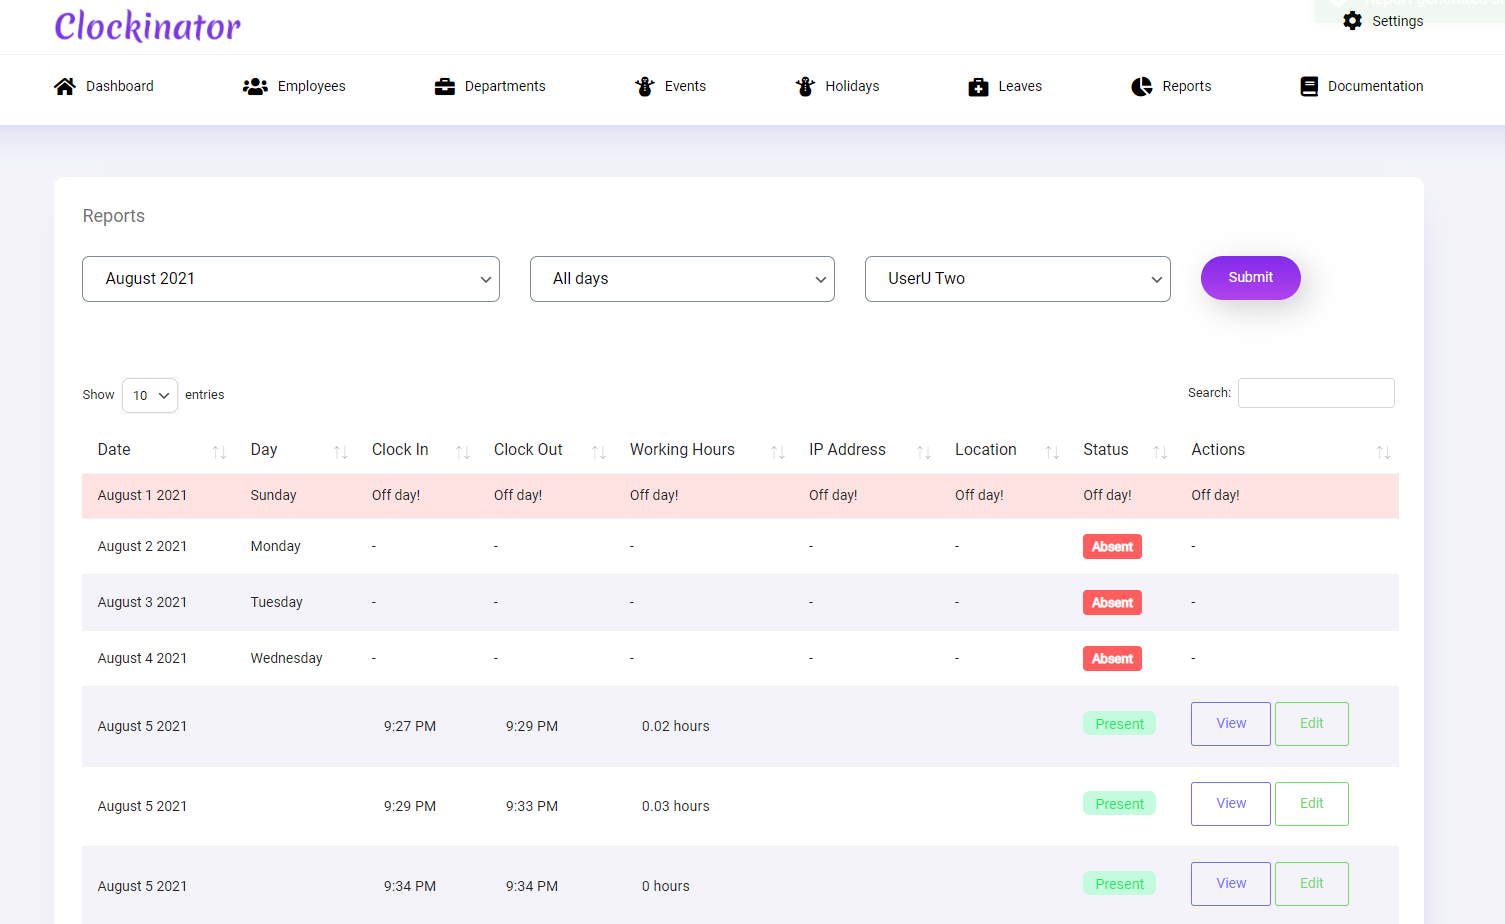 Clockinator
Settings
Dashboard Employees Departments Events Holidays Leaves Reports Documentation
Reports
August 2021 All days UserU Two Submit
Show 10 entries Search:
Date Day Clock In Clock Out Working Hours IP Address Location Status Actions
August 1 2021 Sunday Off day! Off day! Off day! Off day! Off day! Off day! Off day!
August 2 2021 Monday - - - - - Absent -
August 3 2021 Tuesday - - - - - Absent -
August 4 2021 Wednesday - - - - - Absent -
August 5 2021 9:27 PM 9:29 PM 0.02 hours Present View Edit
August 5 2021 9:29 PM 9:33 PM 0.03 hours Present View Edit
August 5 2021 9:34 PM 9:34 PM 0 hours Present View Edit